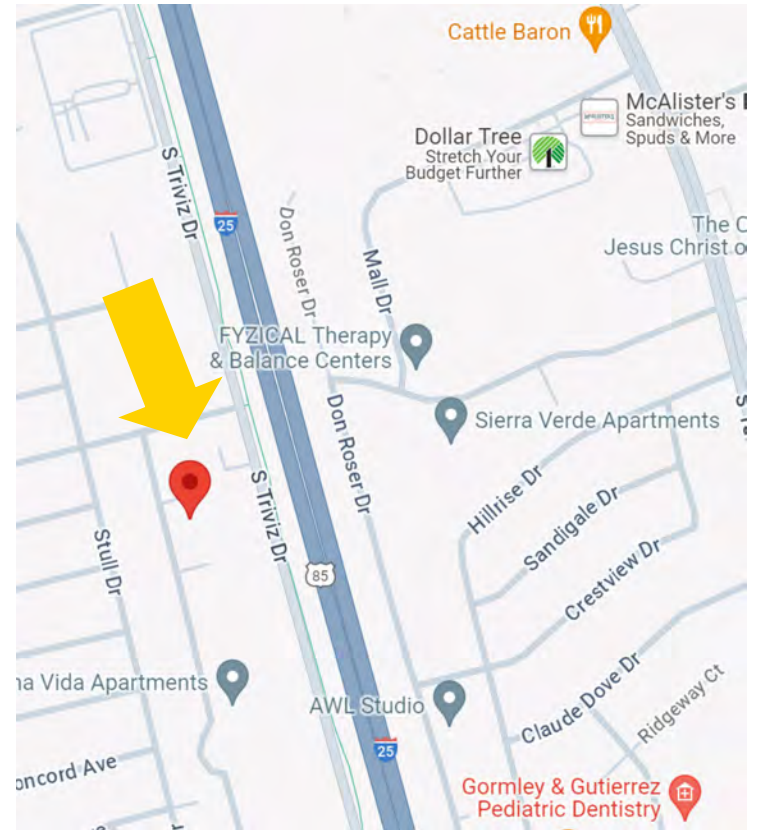 Cattle Baron
McAlister's
Sandwiches,
Spuds & More
Dollar Tree
Stretch Your
Budget Further
S Triviz Dr
25
Don Roser Dr
Mall Dr
The C
Jesus Christ o
FYZICAL Therapy
& Balance Centers
Don Roser Dr
Sierra Verde Apartments
S Triviz Dr
Hillrise Dr
Sandigale Dr
Stull Dr
85
Crestview Dr
na Vida Apartments
AWL Studio
Claude Dove Dr
Ridgeway Ct
25
oncord Ave
Gormley & Gutierrez
Pediatric Dentistry